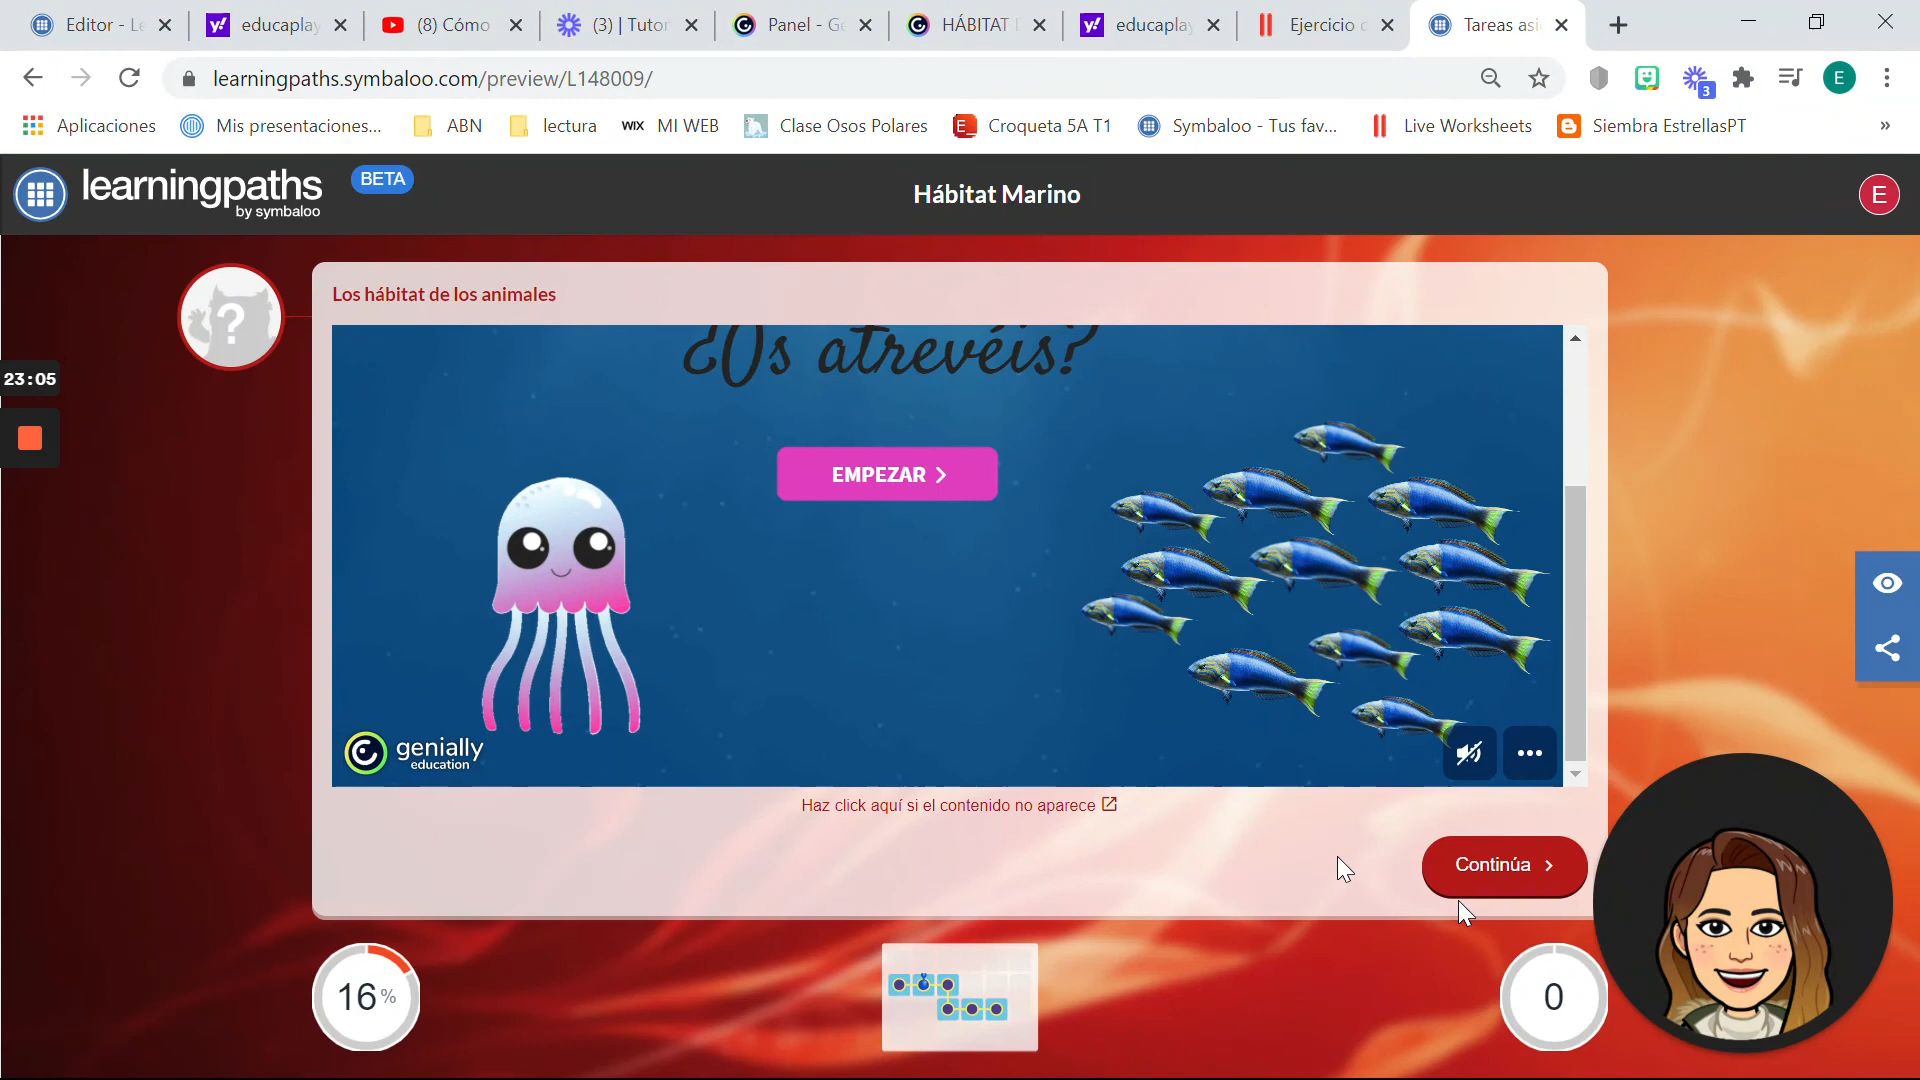 Editor - Le
educaplay
(8) Cómo
(3) | Tutor
Panel - Ge
HÁBITAT D
educaplay
Ejercicio d
Tareas asi
learningpaths.symbaloo.com/preview/L148009/
3
E
Aplicaciones
Mis presentaciones...
ABN
lectura
WIX
MI WEB
Clase Osos Polares
Croqueta 5A T1
Symbaloo - Tus fav...
Live Worksheets
Siembra EstrellasPT
»
learningpaths
by symbaloo
BETA
Hábitat Marino
E
Los hábitat de los animales
?
23:05
¿Os atrevéis?
EMPEZAR >
genially
education
Haz click aquí si el contenido no aparece
Continúa >
16%
0